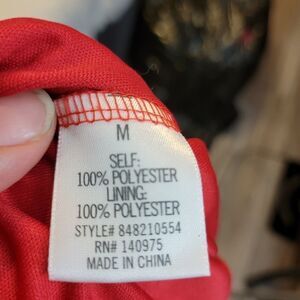 M
SELF:
100% POLYESTER
LINING:
100% POLYESTER
STYLE# 848210554
RN# 140975
MADE IN CHINA